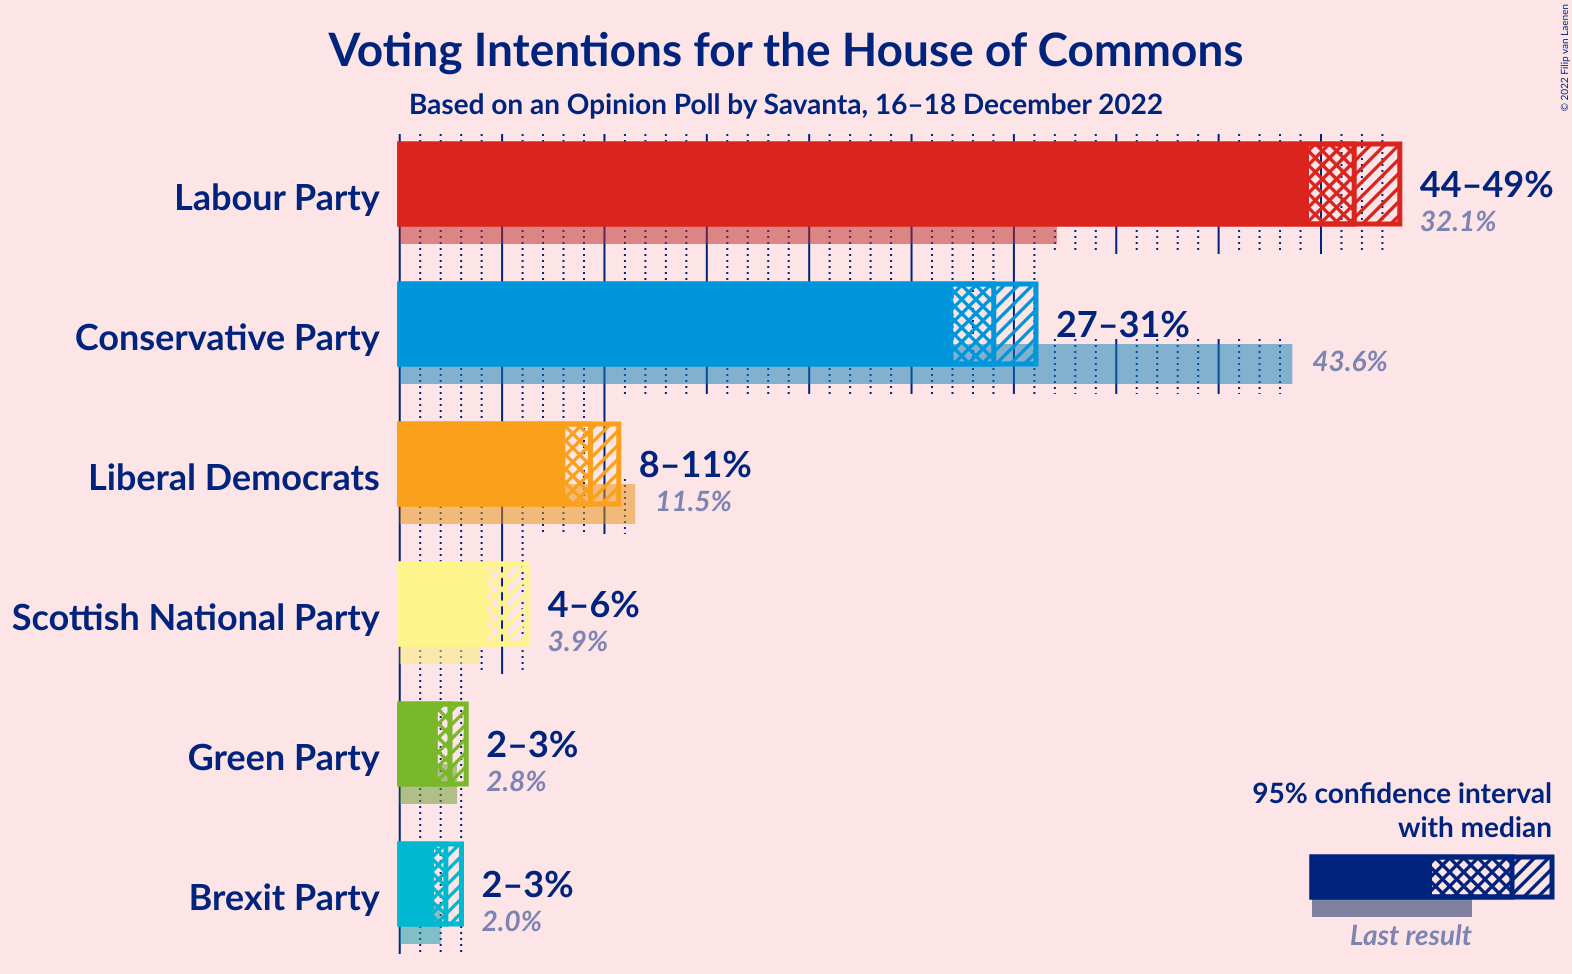 Voting Intentions for the House of Commons
Based on an Opinion Poll by Savanta, 16–18 December 2022
© 2022 Filip van Laenen
Labour Party
44–49%
32.1%
Conservative Party
27–31%
43.6%
Liberal Democrats
8–11%
11.5%
Scottish National Party
4–6%
3.9%
Green Party
2–3%
2.8%
Brexit Party
2–3%
2.0%
95% confidence interval
with median
Last result